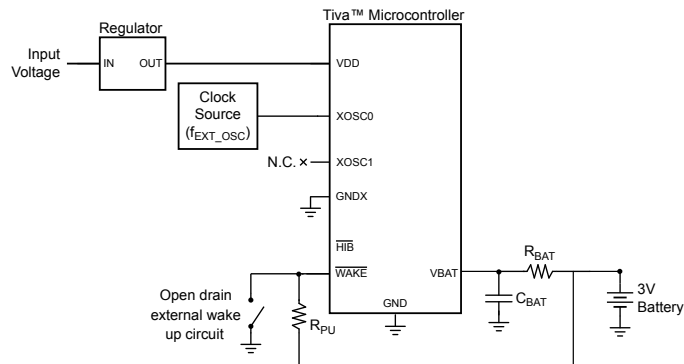 Tiva™ Microcontroller
Regulator
Input
Voltage
IN
OUT
VDD
Clock
Source
(fEXT_OSC)
XOSC0
N.C.
XOSC1
GNDX
HIB
WAKE
VBAT
GND
RBAT
CBAT
3V
Battery
Open drain
external wake
up circuit
RPU